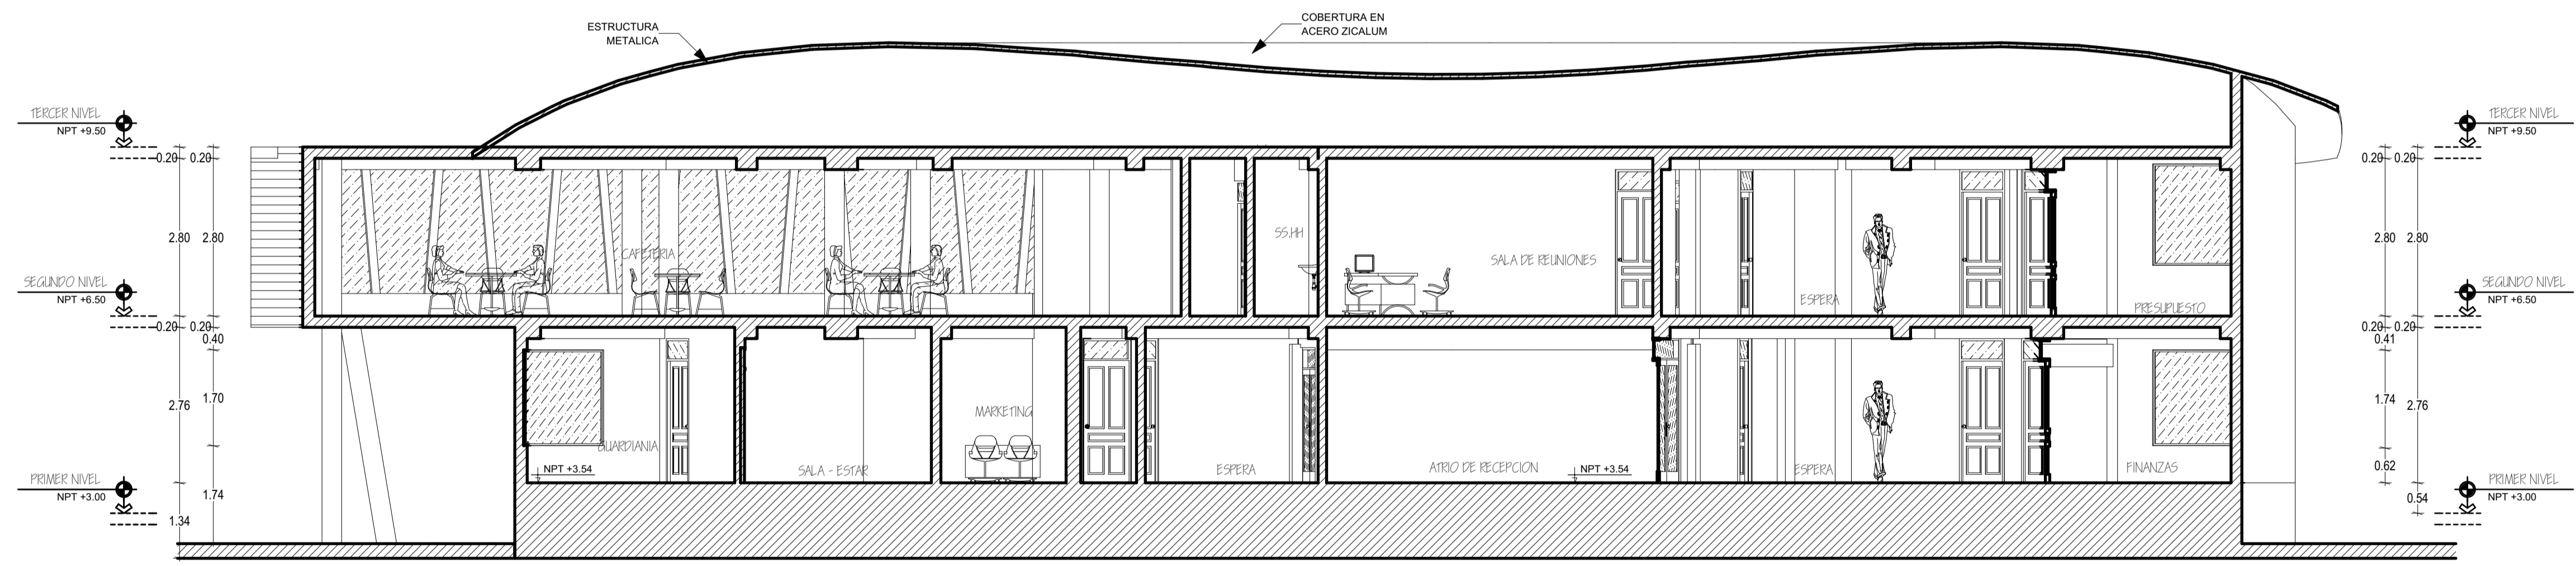 COBERTURA EN
ACERO ZICALUM
ESTRUCTURA
METALICA
TERCER NIVEL
NPT +9.50
TERCER NIVEL
NPT +9.50
0.20 0.20
0.20 0.20
2.80 2.80
CAFETERIA
SS.HH
SALA DE REUNIONES
2.80 2.80
SEGUNDO NIVEL
NPT +6.50
ESPERA
PRESUPUESTO
SEGUNDO NIVEL
NPT +6.50
0.20 0.20
0.40
0.20 0.20
0.41
1.70
2.76
MARKETING
1.74
2.76
GUARDIANIA
NPT +3.54
SALA - ESTAR
ESPERA
ATRIO DE RECEPCION
NPT +3.54
ESPERA
FINANZAS
0.62
PRIMER NIVEL
NPT +3.00
1.74
1.34
PRIMER NIVEL
NPT +3.00
0.54